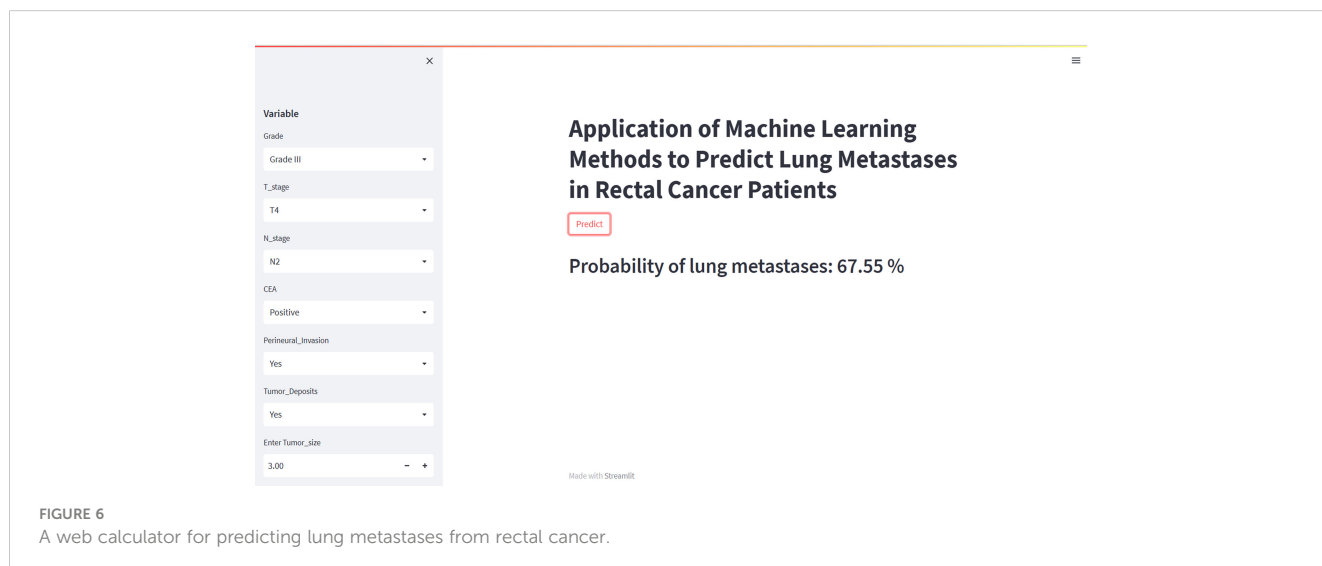 Variable
Grade
Grade III
T_stage
T4
N_stage
N2
CEA
Positive
Perineural_Invasion
Yes
Tumor_Deposits
Yes
Enter Tumor_size
3.00 - +
Application of Machine Learning
Methods to Predict Lung Metastases
in Rectal Cancer Patients
Predict
Probability of lung metastases: 67.55 %
Made with Streamlit
FIGURE 6
A web calculator for predicting lung metastases from rectal cancer.